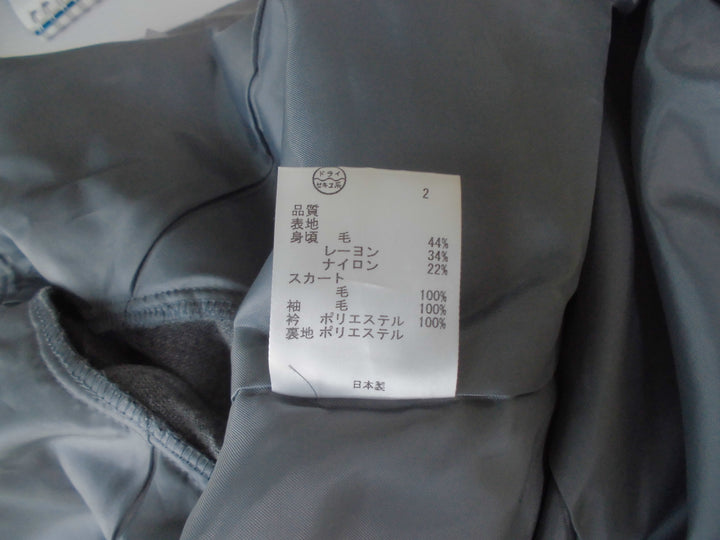 ドライ
セキユ系
2
品質
表地
身頃 毛 44%
レーヨン 34%
ナイロン 22%
スカート
毛 100%
袖 毛 100%
衿 ポリエステル 100%
裏地 ポリエステル
日本製